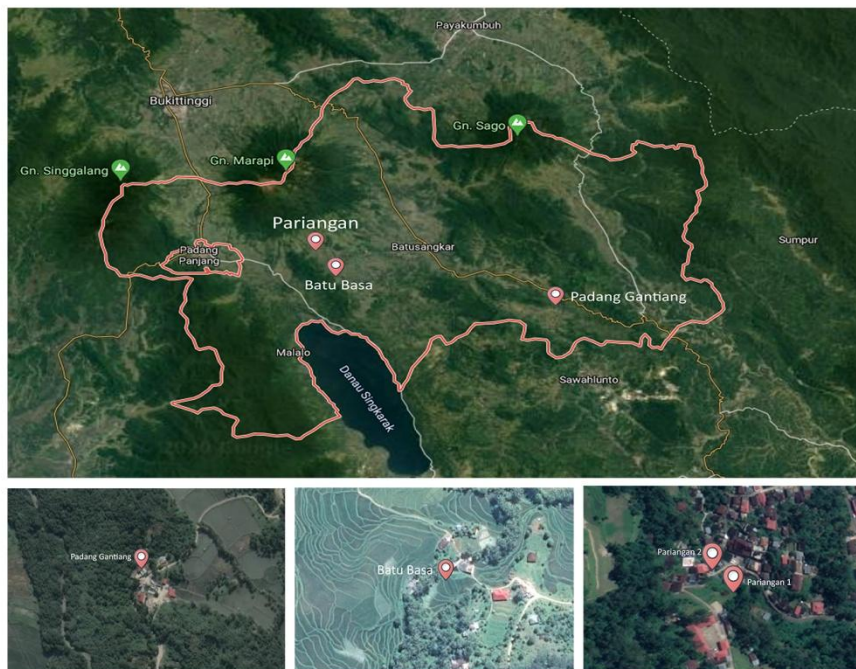 Payakumbuh
Bukittinggi
Gn. Sago
Gn. Marapi
Gn. Singgalang
Pariangan
Sumpur
Padang
Panjang
Batusangkar
Batu Basa
Padang Gantiang
Malalo
Danau Singkarak
Sawahlunto
Padang Gantiang
Batu Basa
Pariangan 2
Pariangan 1